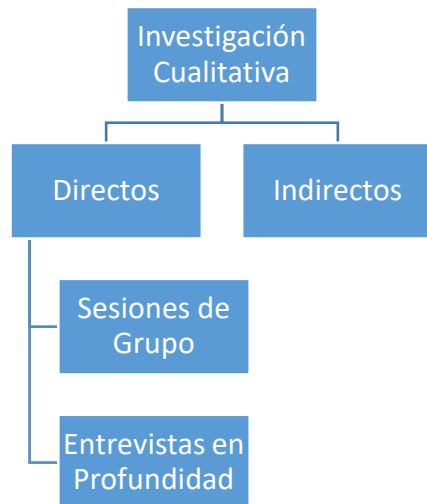 Investigación
Cualitativa
Directos
Indirectos
Sesiones de
Grupo
Entrevistas en
Profundidad